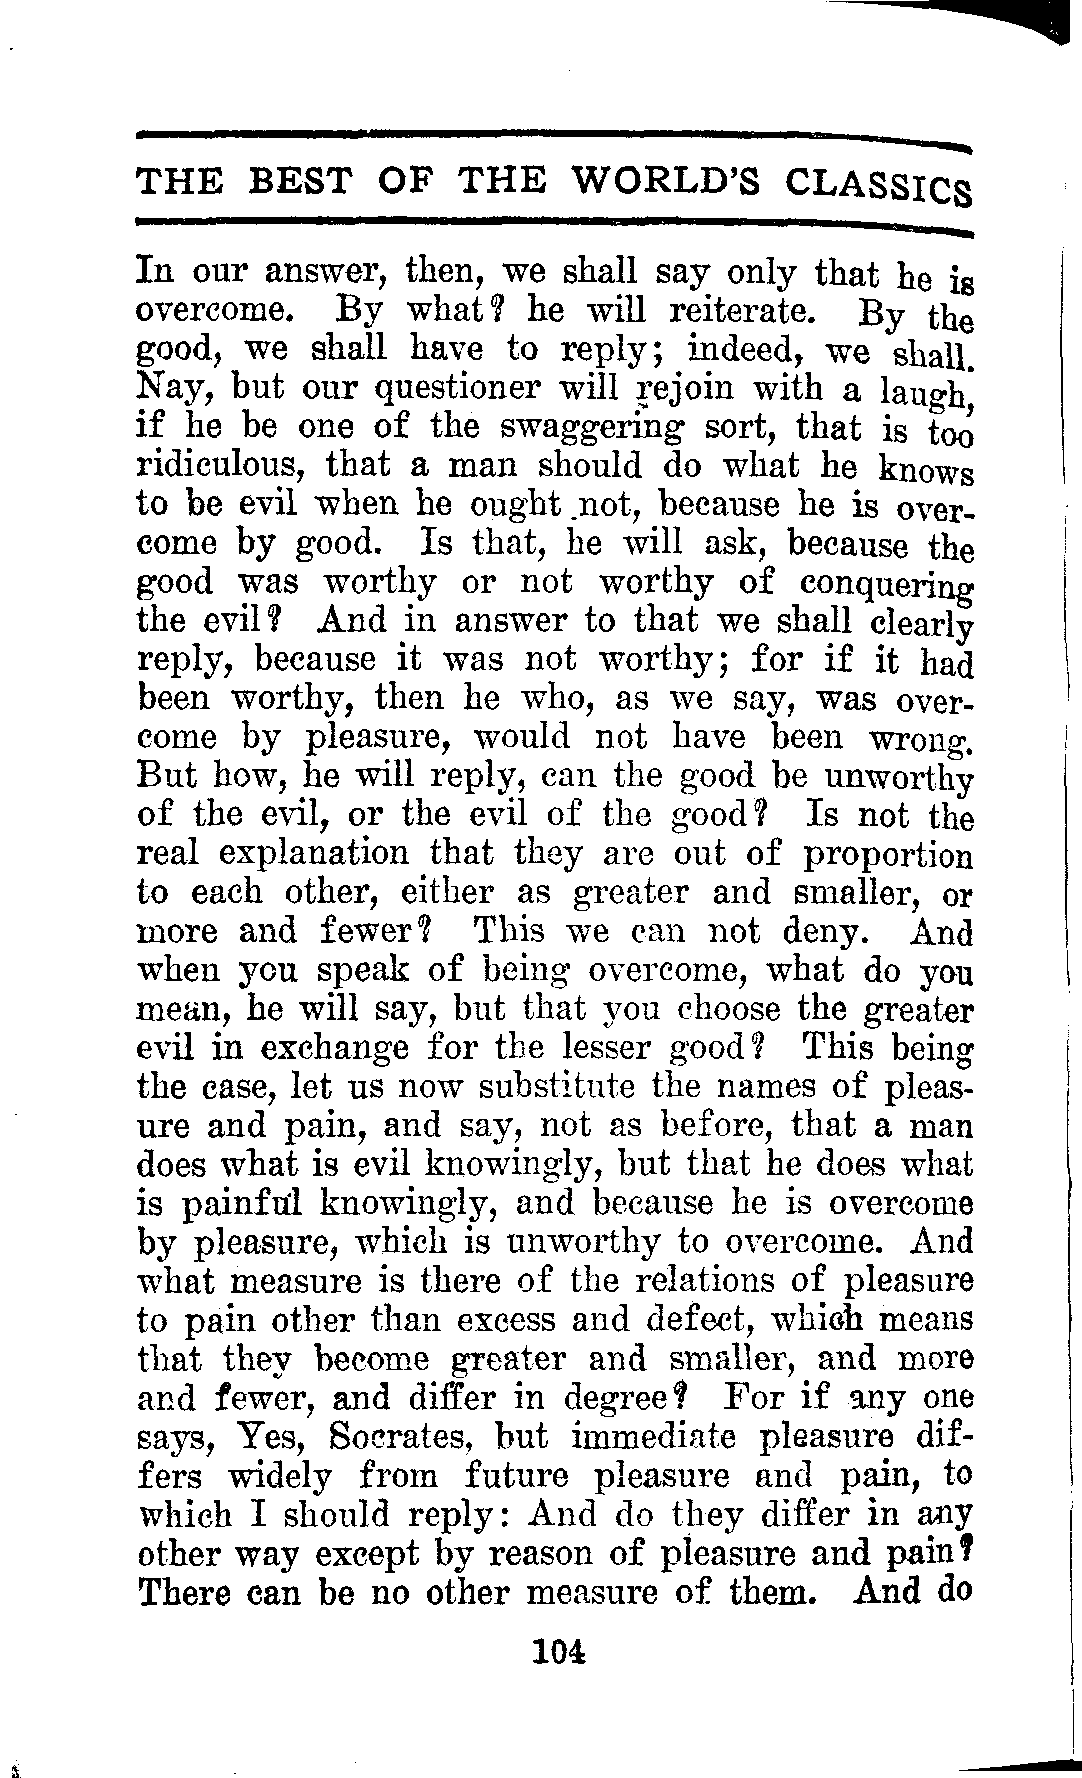 THE BEST OF THE WORLD'S CLASSICS
In our answer, then, we shall say only that he is
overcome. By what? he will reiterate. By the
good, we shall have to reply; indeed, we shall.
Nay, but our questioner will rejoin with a laugh,
if he be one of the swaggering sort, that is too
ridiculous, that a man should do what he knows
to be evil when he ought not, because he is over-
come by good. Is that, he will ask, because the
good was worthy or not worthy of conquering
the evil? And in answer to that we shall clearly
reply, because it was not worthy; for if it had
been worthy, then he who, as we say, was over-
come by pleasure, would not have been wrong.
But how, he will reply, can the good be unworthy
of the evil, or the evil of the good? Is not the
real explanation that they are out of proportion
to each other, either as greater and smaller, or
more and fewer? This we can not deny. And
when you speak of being overcome, what do you
mean, he will say, but that you choose the greater
evil in exchange for the lesser good? This being
the case, let us now substitute the names of pleas-
ure and pain, and say, not as before, that a man
does what is evil knowingly, but that he does what
is painful knowingly, and because he is overcome
by pleasure, which is unworthy to overcome. And
what measure is there of the relations of pleasure
to pain other than excess and defect, which means
that they become greater and smaller, and more
and fewer, and differ in degree? For if any one
says, Yes, Socrates, but immediate pleasure dif-
fers widely from future pleasure and pain, to
which I should reply: And do they differ in any
other way except by reason of pleasure and pain?
There can be no other measure of them. And do
104